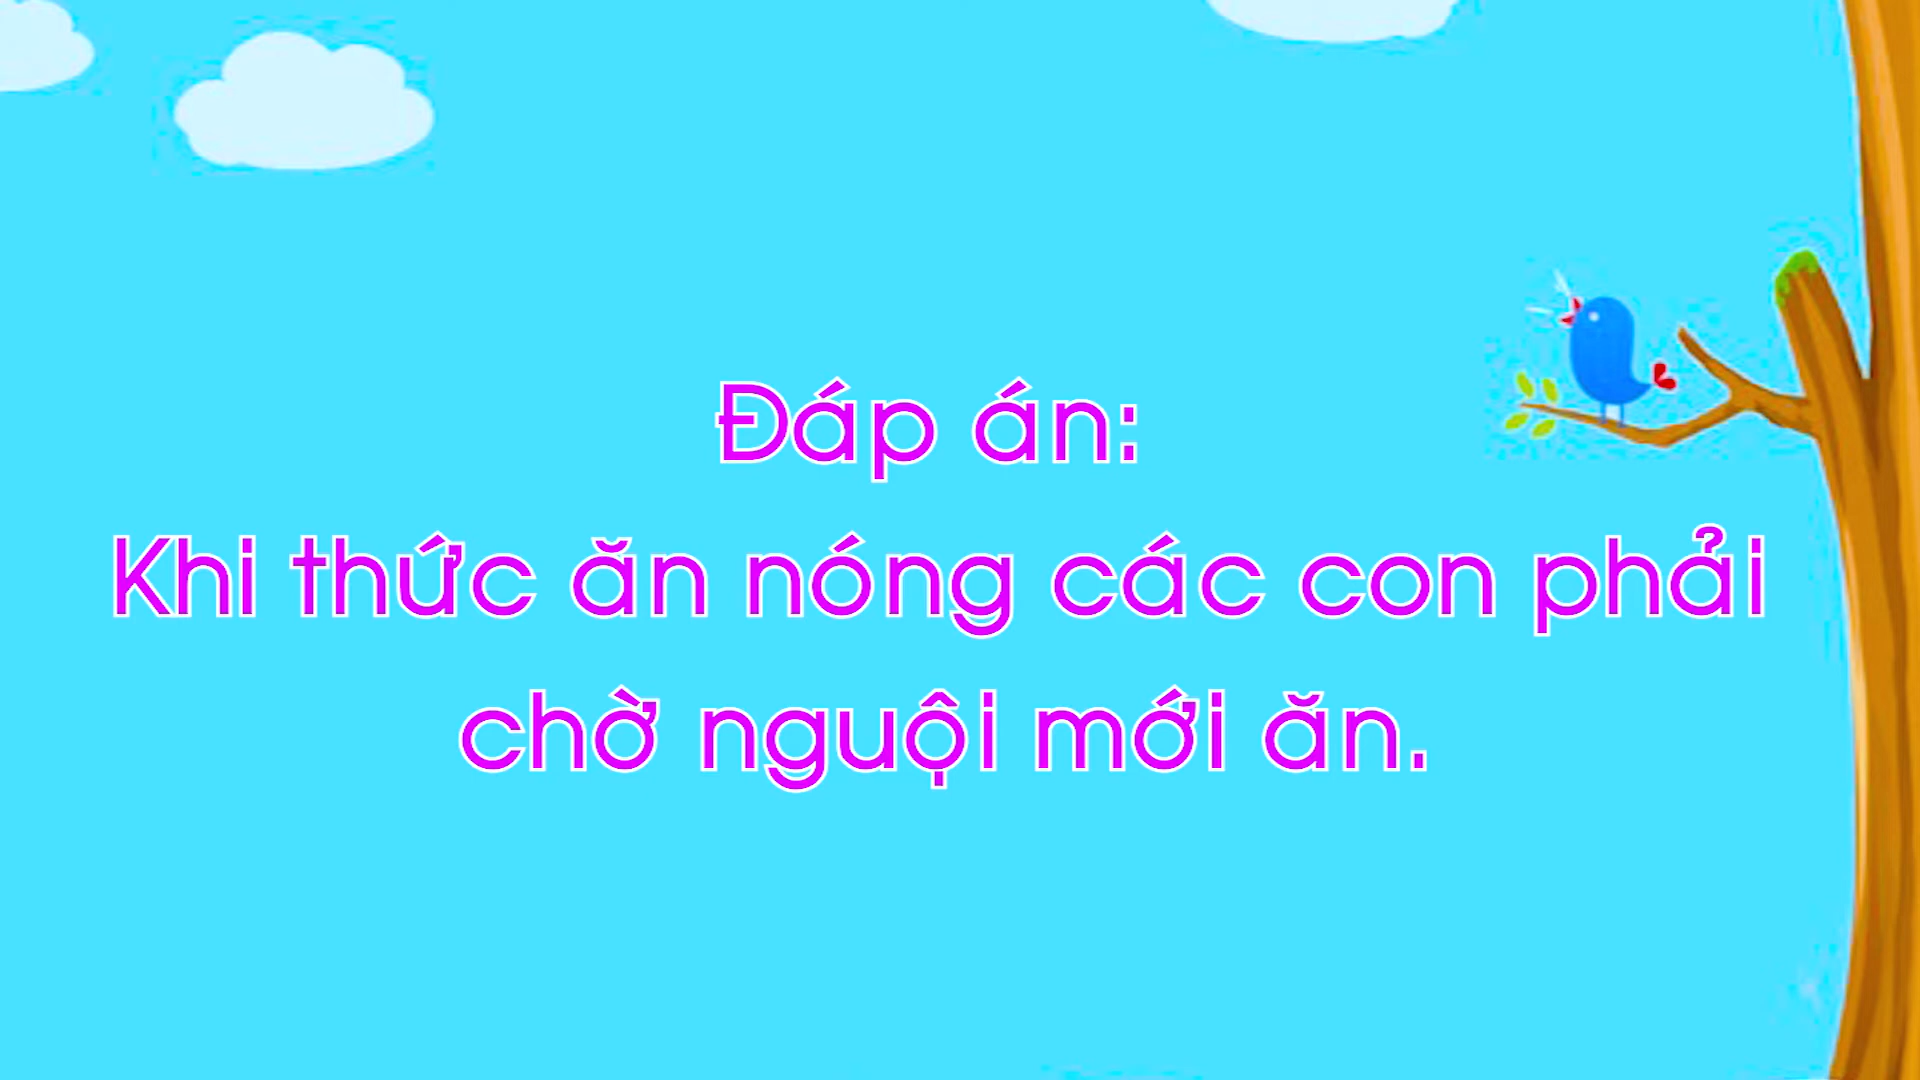 Đáp án:
Khi thức ăn nóng các con phải
chờ nguội mới ăn.